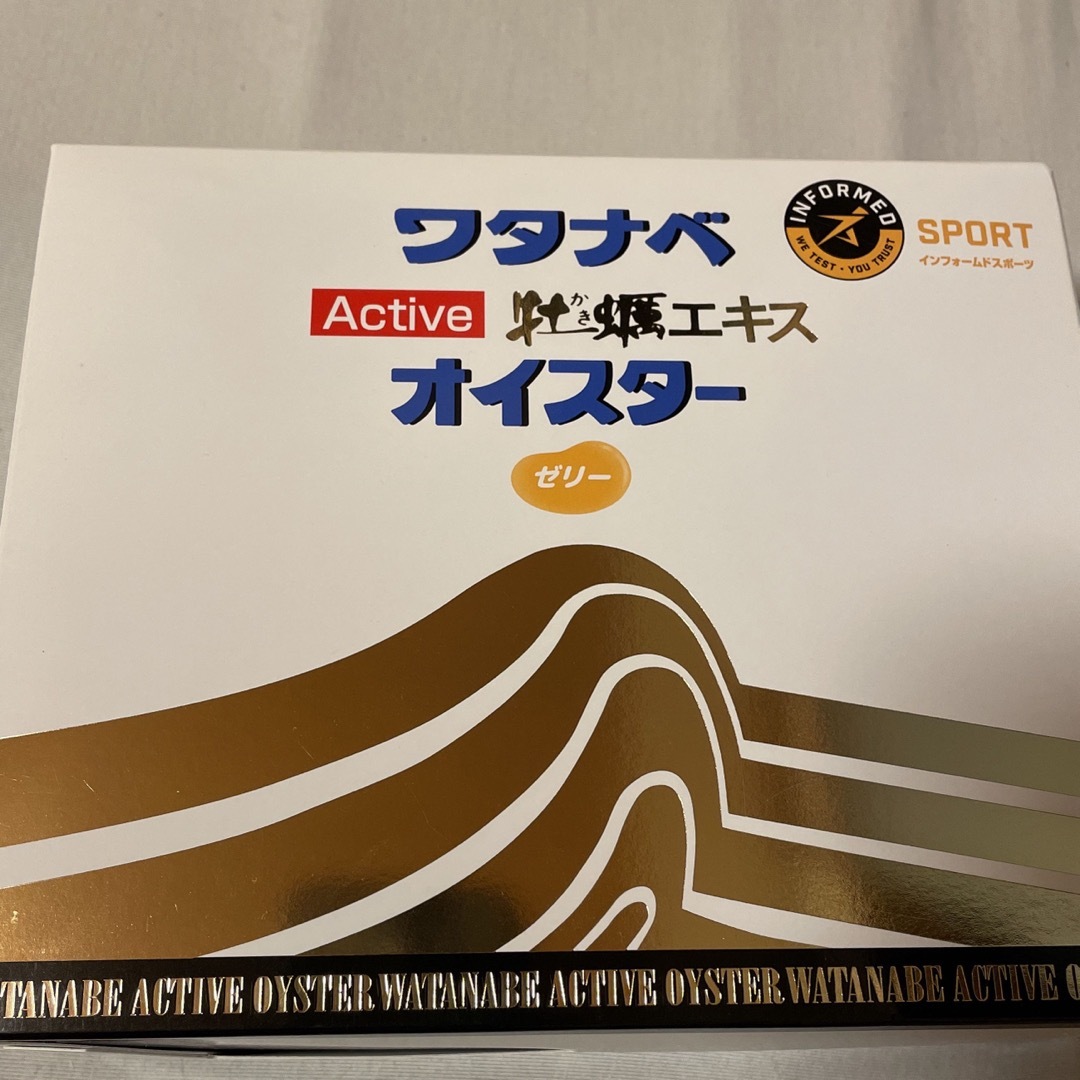 ワタナベ
Active 牡蠣エキス
かき
オイスター
ゼリー
INFORMED
WE TEST · YOU TRUST
SPORT
インフォームドスポーツ
TANABE ACTIVE OYSTER WATANABE ACTIVE OYSTER WATANABE ACTIVE O